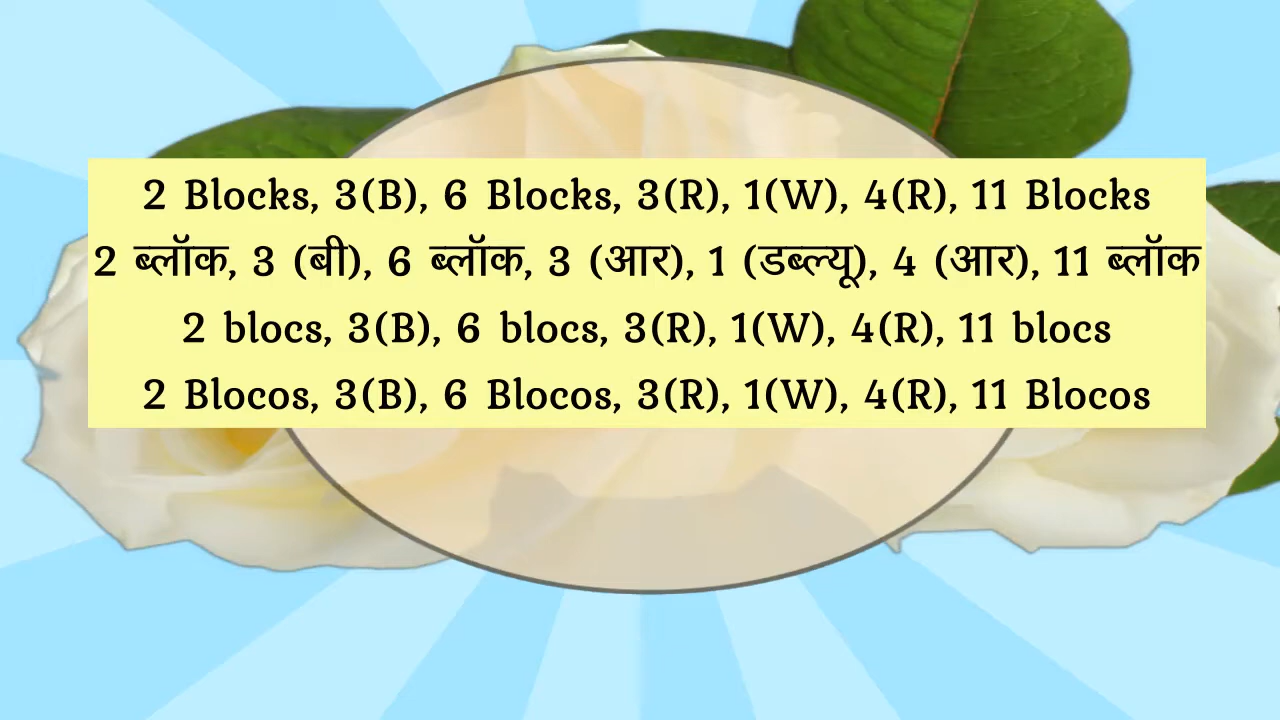 2 Blocks, 3(B), 6 Blocks, 3(R), 1(W), 4(R), 11 Blocks
2 ब्लॉक, 3 (बी), 6 ब्लॉक, 3 (आर), 1 (डब्ल्यू), 4 (आर), 11 ब्लॉक
2 blocs, 3(B), 6 blocs, 3(R), 1(W), 4(R), 11 blocs
2 Blocos, 3(B), 6 Blocos, 3(R), 1(W), 4(R), 11 Blocos